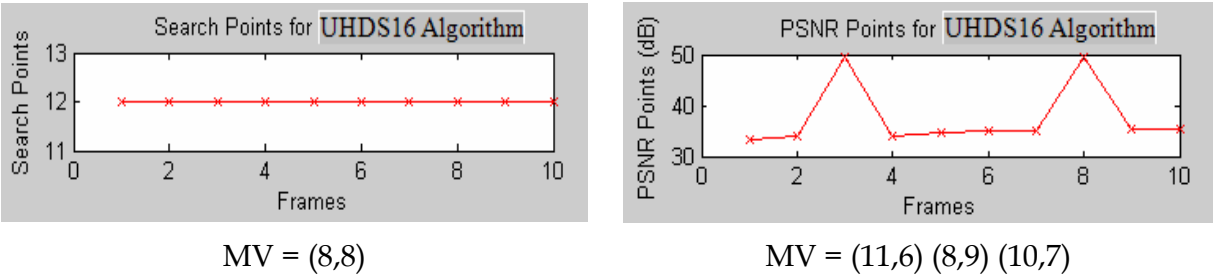 Search Points for UHDS16 Algorithm
Search Points
13
12
11
0 2 4 6 8 10
Frames
MV = (8,8)
PSNR Points for UHDS16 Algorithm
PSNR Points (dB)
50
40
30
0 2 4 6 8 10
Frames
MV = (11,6) (8,9) (10,7)